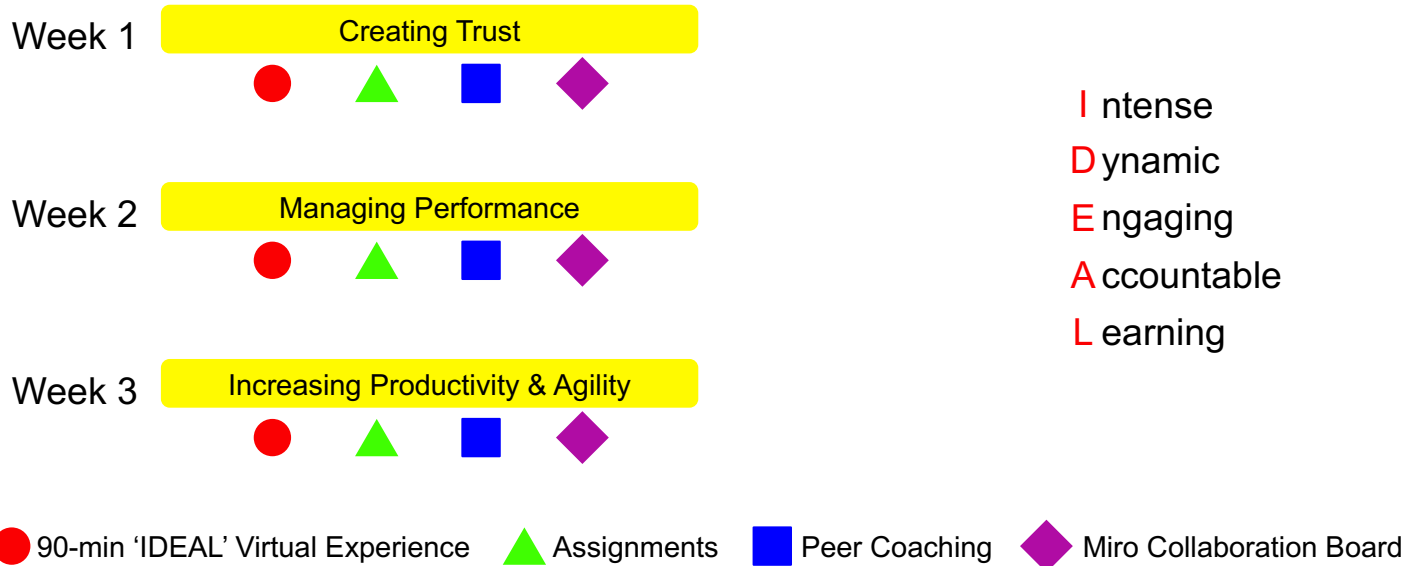 Week 1
Creating Trust
Week 2
Managing Performance
Week 3
Increasing Productivity & Agility
I ntense
D ynamic
E ngaging
A ccountable
L earning
90-min ‘IDEAL’ Virtual Experience
Assignments
Peer Coaching
Miro Collaboration Board